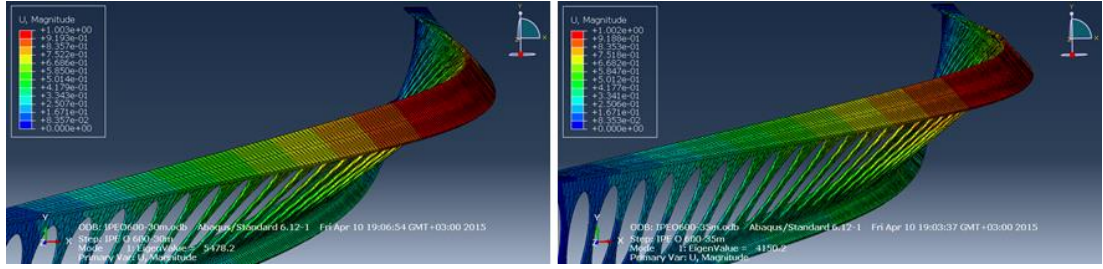 U, Magnitude
+1.003e+00
+9.193e-01
+8.357e-01
+7.522e-01
+6.686e-01
+5.850e-01
+5.014e-01
+4.179e-01
+3.343e-01
+2.507e-01
+1.671e-01
+8.357e-02
+0.000e+00
Y
X
Y
X
ODB: IPEO600-30m.odb Abaqus/Standard 6.12-1 Fri Apr 10 19:06:54 GMT+03:00 2015
Step: IPE O 600-30m
Mode 1: EigenValue = 5478.2
Primary Var: U, Magnitude
U, Magnitude
+1.002e+00
+9.188e-01
+8.353e-01
+7.518e-01
+6.682e-01
+5.847e-01
+5.012e-01
+4.177e-01
+3.341e-01
+2.506e-01
+1.671e-01
+8.353e-02
+0.000e+00
Y
X
Y
X
ODB: IPEO600-35m.odb Abaqus/Standard 6.12-1 Fri Apr 10 19:03:37 GMT+03:00 2015
Step: IPE O 600-35m
Mode 1: EigenValue = 4150.2
Primary Var: U, Magnitude